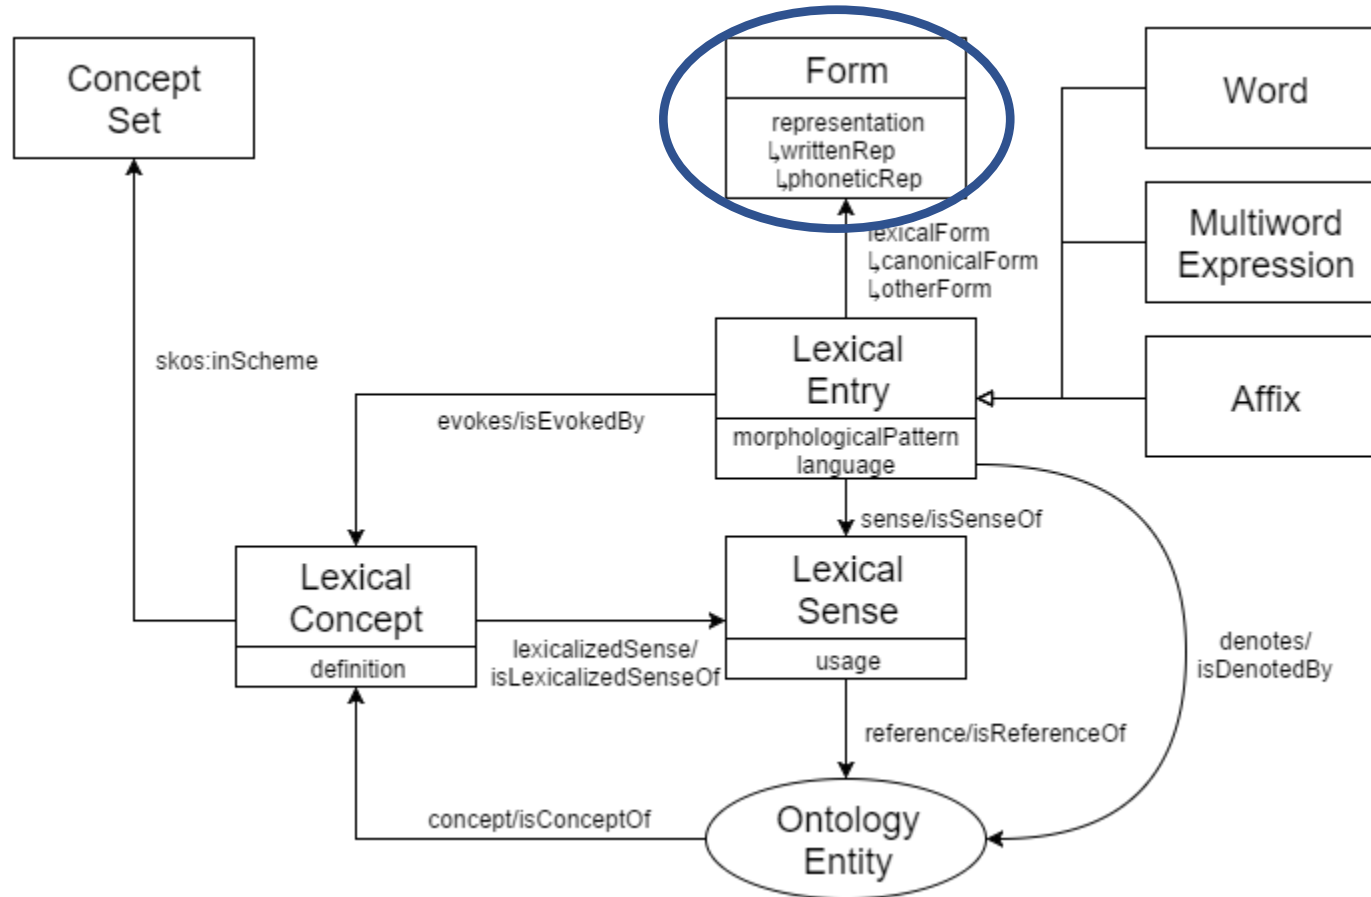 Concept
Set
Form
representation
↳writtenRep
↳phoneticRep
Word
Multiword
Expression
Affix
lexicalForm
↳canonicalForm
↳otherForm
skos:inScheme
Lexical
Entry
morphologicalPattern
language
evokes/isEvokedBy
sense/isSenseOf
Lexical
Concept
definition
lexicalizedSense/
isLexicalizedSenseOf
Lexical
Sense
usage
denotes/
isDenotedBy
reference/isReferenceOf
concept/isConceptOf
Ontology
Entity